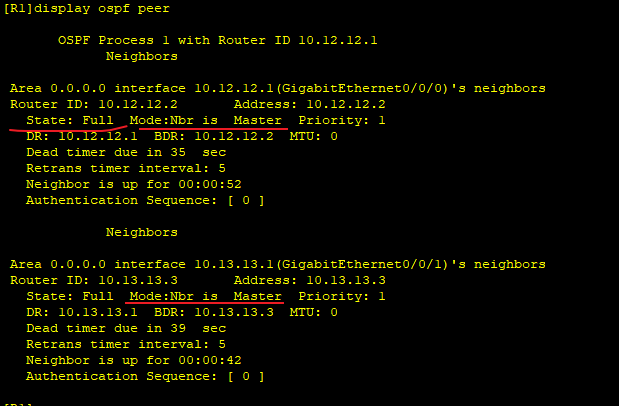 [R1]display ospf peer
OSPF Process 1 with Router ID 10.12.12.1
Neighbors
Area 0.0.0.0 interface 10.12.12.1(GigabitEthernet0/0/0)'s neighbors
Router ID: 10.12.12.2 Address: 10.12.12.2
State: Full Mode:Nbr is Master Priority: 1
DR: 10.12.12.1 BDR: 10.12.12.2 MTU: 0
Dead timer due in 35 sec
Retrans timer interval: 5
Neighbor is up for 00:00:52
Authentication Sequence: [ 0 ]
Neighbors
Area 0.0.0.0 interface 10.13.13.1(GigabitEthernet0/0/1)'s neighbors
Router ID: 10.13.13.3 Address: 10.13.13.3
State: Full Mode:Nbr is Master Priority: 1
DR: 10.13.13.1 BDR: 10.13.13.3 MTU: 0
Dead timer due in 39 sec
Retrans timer interval: 5
Neighbor is up for 00:00:42
Authentication Sequence: [ 0 ]